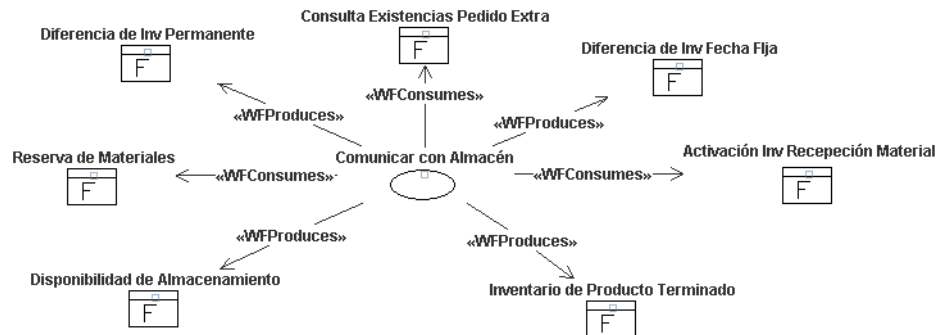 Consulta Existencias Pedido Extra
Diferencia de Inv Permanente
F
F
Diferencia de Inv Fecha FIja
F
«WFConsumes»
«WFProduces»
«WFProduces»
Reserva de Materiales
F
«WFConsumes»
Comunicar con Almacén
«WFConsumes»
Activación Inv Recepeción Material
F
«WFProduces»
«WFProduces»
Disponibilidad de Almacenamiento
F
Inventario de Producto Terminado
F